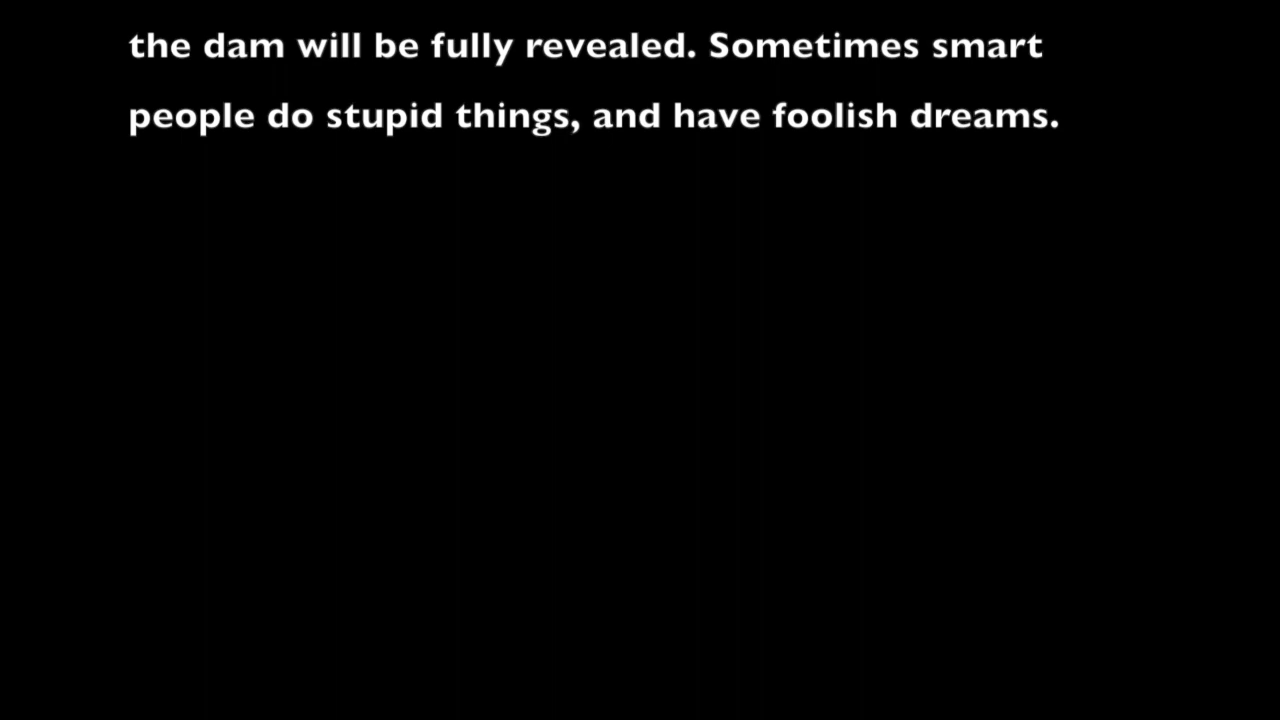 the dam will be fully revealed. Sometimes smart
people do stupid things, and have foolish dreams.